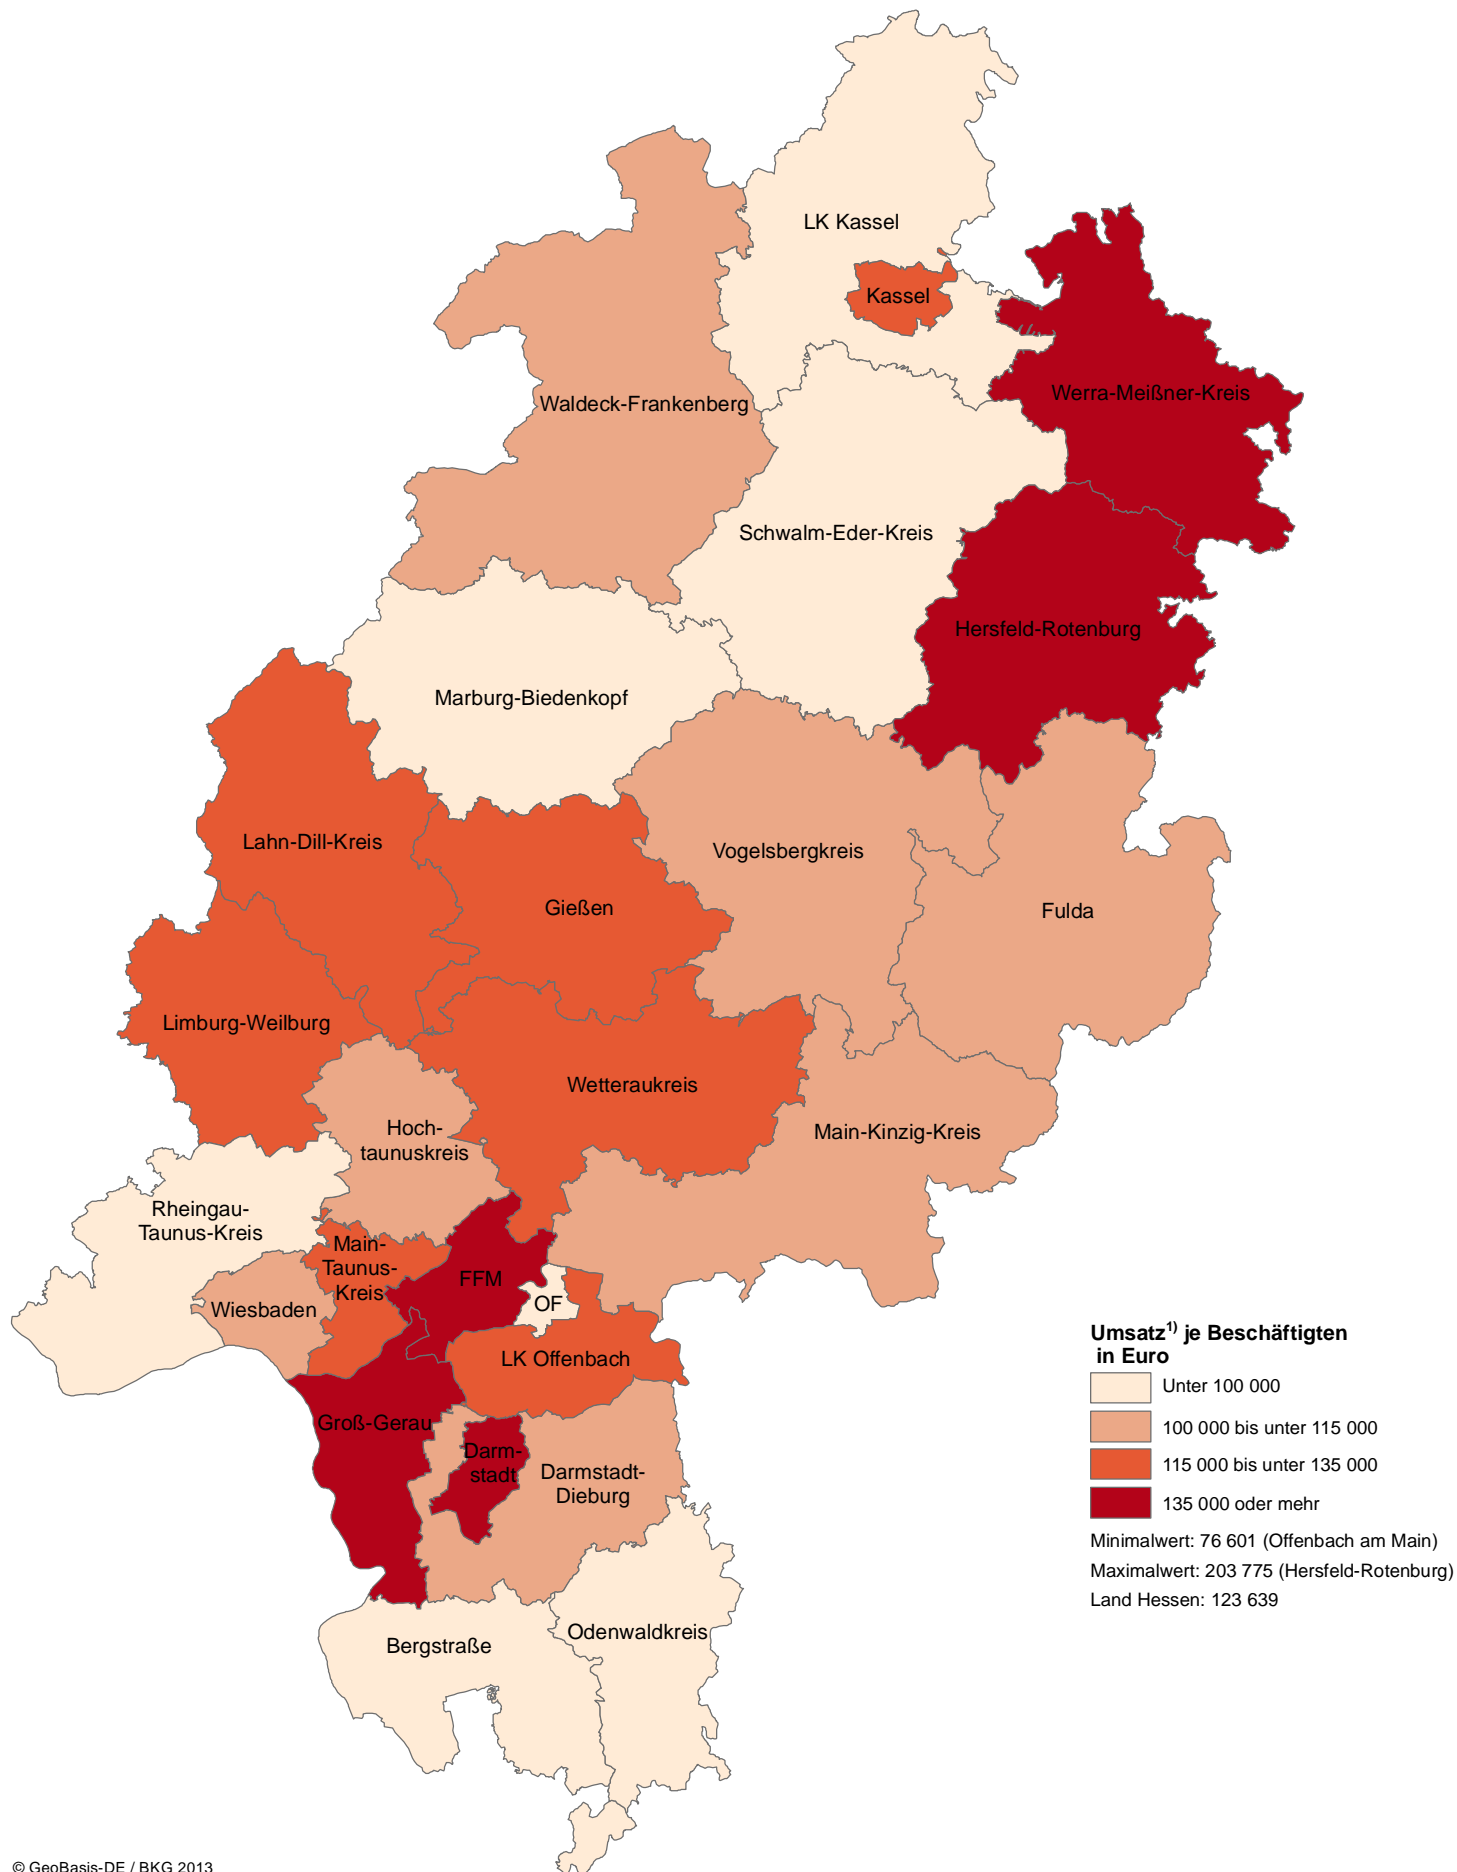 LK Kassel
Kassel
Werra-Meißner-Kreis
Waldeck-Frankenberg
Schwalm-Eder-Kreis
Hersfeld-Rotenburg
Marburg-Biedenkopf
Lahn-Dill-Kreis
Vogelsbergkreis
Gießen
Fulda
Limburg-Weilburg
Wetteraukreis
Hoch-
taunuskreis
Main-Kinzig-Kreis
Rheingau-
Taunus-Kreis
Main-
Taunus-
Kreis
FFM
OF
Wiesbaden
LK Offenbach
Groß-Gerau
Darm-
stadt
Darmstadt-
Dieburg
Odenwaldkreis
Bergstraße
Umsatz¹⁾ je Beschäftigten
in Euro
Unter 100 000
100 000 bis unter 115 000
115 000 bis unter 135 000
135 000 oder mehr
Minimalwert: 76 601 (Offenbach am Main)
Maximalwert: 203 775 (Hersfeld-Rotenburg)
Land Hessen: 123 639
© GeoBasis-DE / BKG 2013